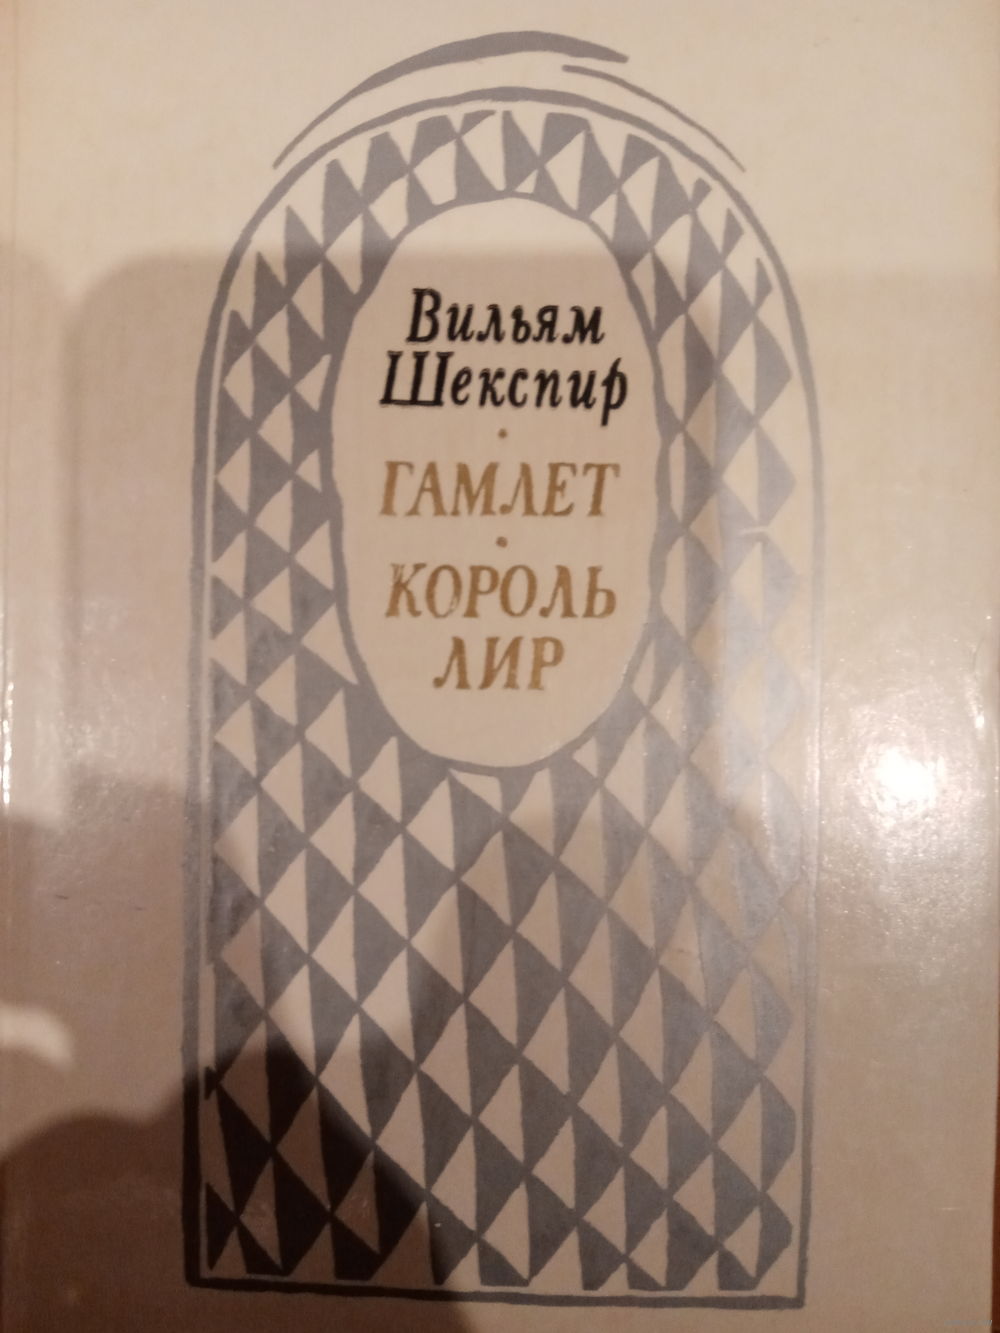 Вильям
Шекспир
ГАМЛЕТ
КОРОЛЬ
ЛИР